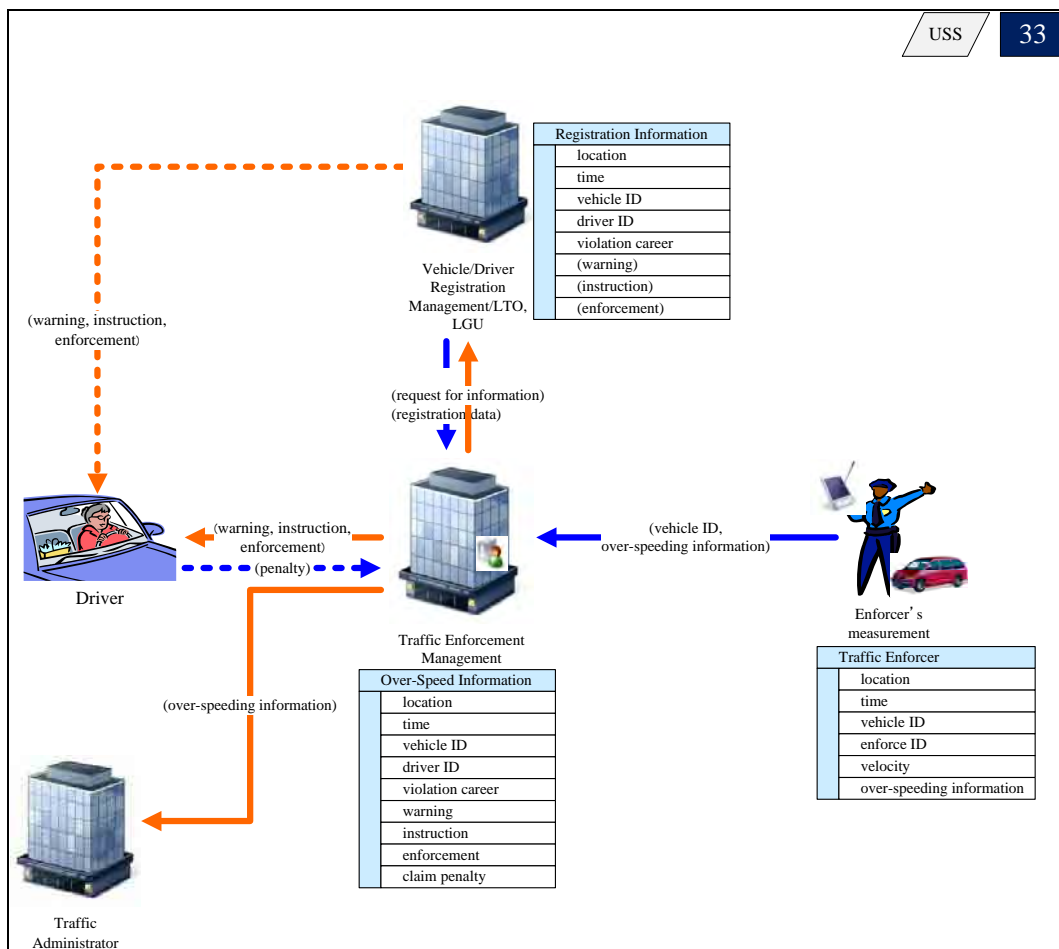 USS
33
Registration Information
location
time
vehicle ID
driver ID
violation career
(warning)
(instruction)
(enforcement)
Vehicle/Driver
Registration
Management/LTO,
LGU
(warning, instruction,
enforcement)
(request for information)
(registration data)
(warning, instruction,
enforcement)
(penalty)
Driver
(vehicle ID,
over-speeding information)
Enforcer's
measurement
Traffic Enforcement
Management
Traffic Enforcer
location
time
vehicle ID
enforce ID
velocity
over-speeding information
Over-Speed Information
location
time
vehicle ID
driver ID
violation career
warning
instruction
enforcement
claim penalty
(over-speeding information)
Traffic
Administrator